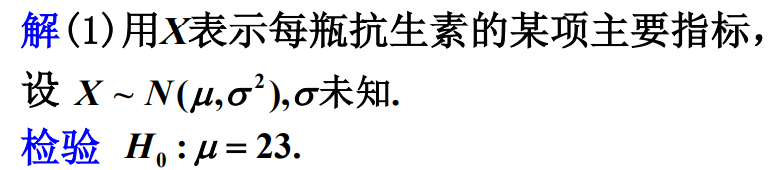 解(1)用X表示每瓶抗生素的某项主要指标，
设 X ~ N(μ,σ²),σ未知.
检验 H₀:μ=23.